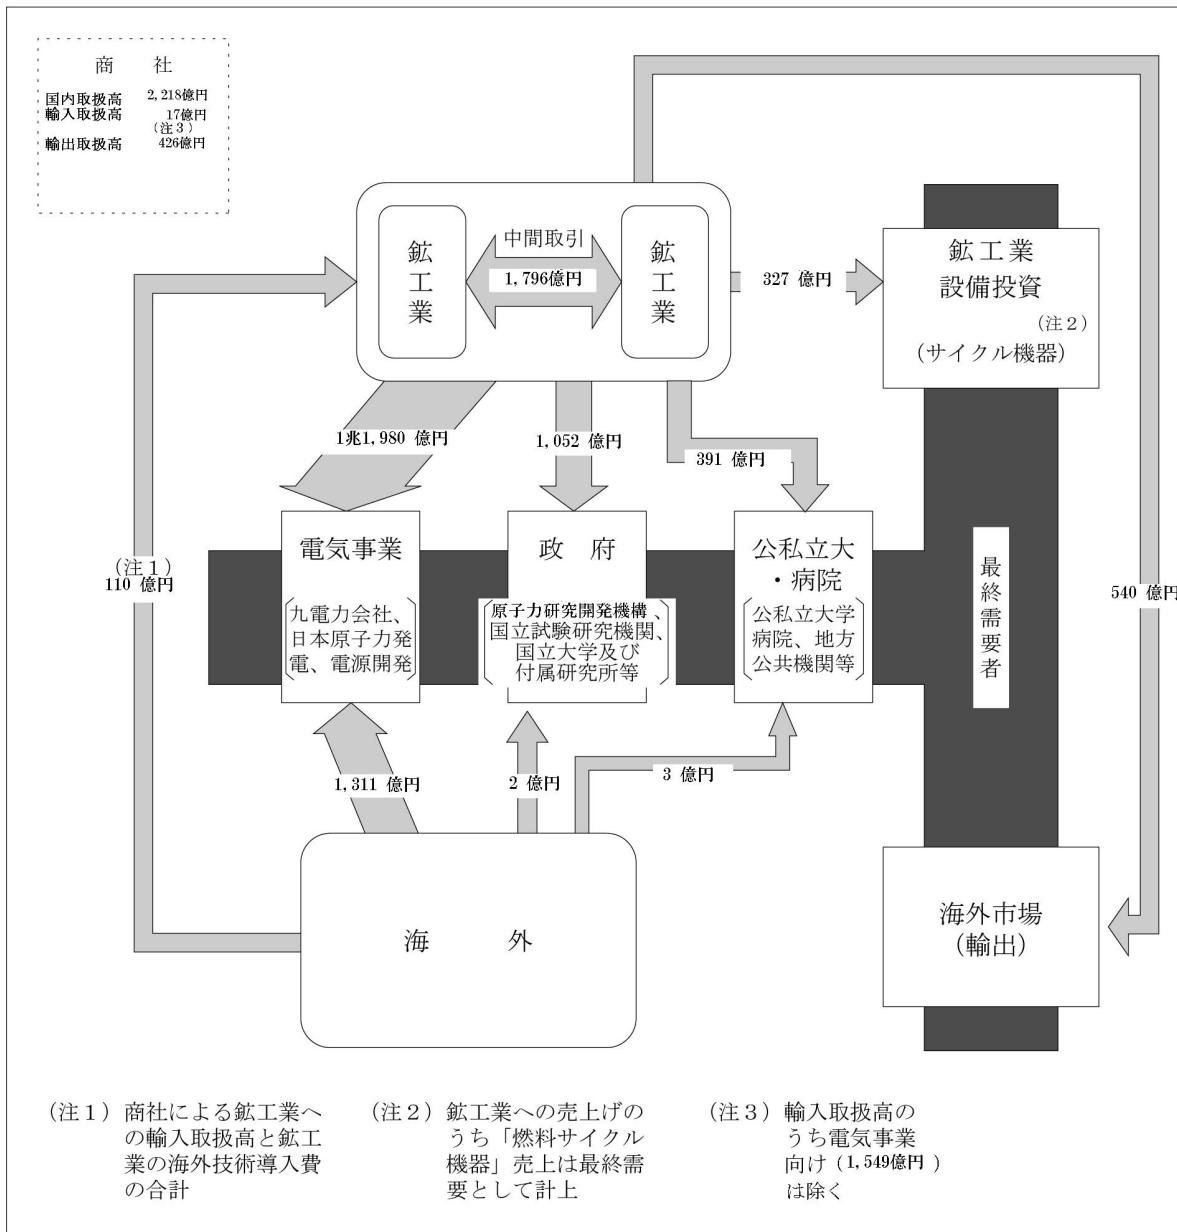 商 社
国内取扱高 2,218億円
輸入取扱高 17億円
（注３）
輸出取扱高 426億円
鉱工業
中間取引
1,796億円
鉱工業
327 億円
鉱工業
設備投資
（注２）
（サイクル機器）
1兆1,980 億円
1,052 億円
391 億円
（注１）
110 億円
電気事業
九電力会社、
日本原子力発
電、電源開発
政 府
原子力研究開発機構、
国立試験研究機関、
国立大学及び
付属研究所等
公私立大
・病院
公私立大学
病院、地方
公共機関等
最終需要者
540 億円
1,311 億円
2 億円
3 億円
海 外
海外市場
（輸出）
（注１）商社による鉱工業へ
の輸入取扱高と鉱工
業の海外技術導入費
の合計
（注２）鉱工業への売上げの
うち「燃料サイクル
機器」売上は最終需
要として計上
（注３）輸入取扱高の
うち電気事業
向け（1,549億円 ）
は除く